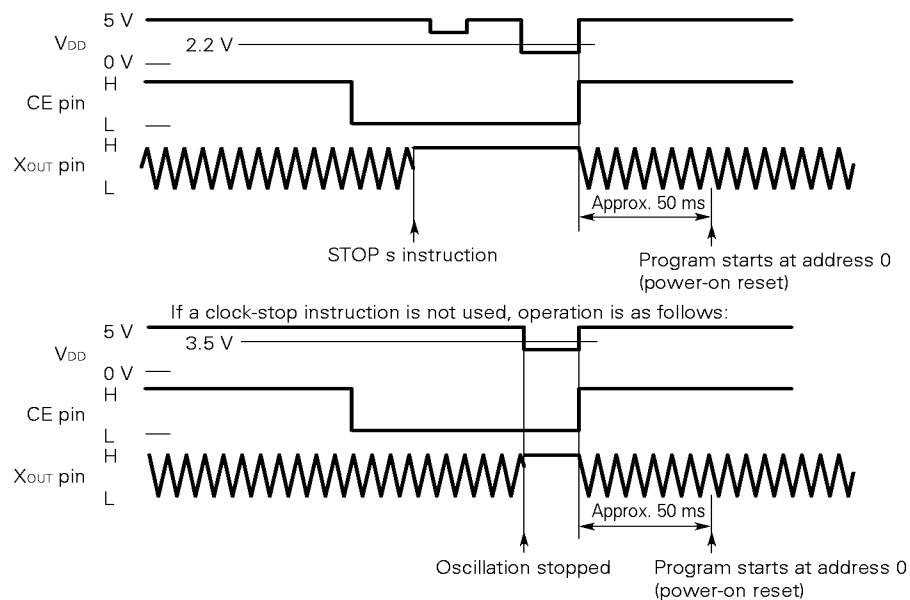 5 V
VDD
2.2 V
0 V
H
CE pin
L
H
XOUT pin
L
Approx. 50 ms
STOP s instruction
Program starts at address 0
(power-on reset)
If a clock-stop instruction is not used, operation is as follows:
5 V
3.5 V
VDD
0 V
H
CE pin
L
H
XOUT pin
L
Approx. 50 ms
Oscillation stopped
Program starts at address 0
(power-on reset)